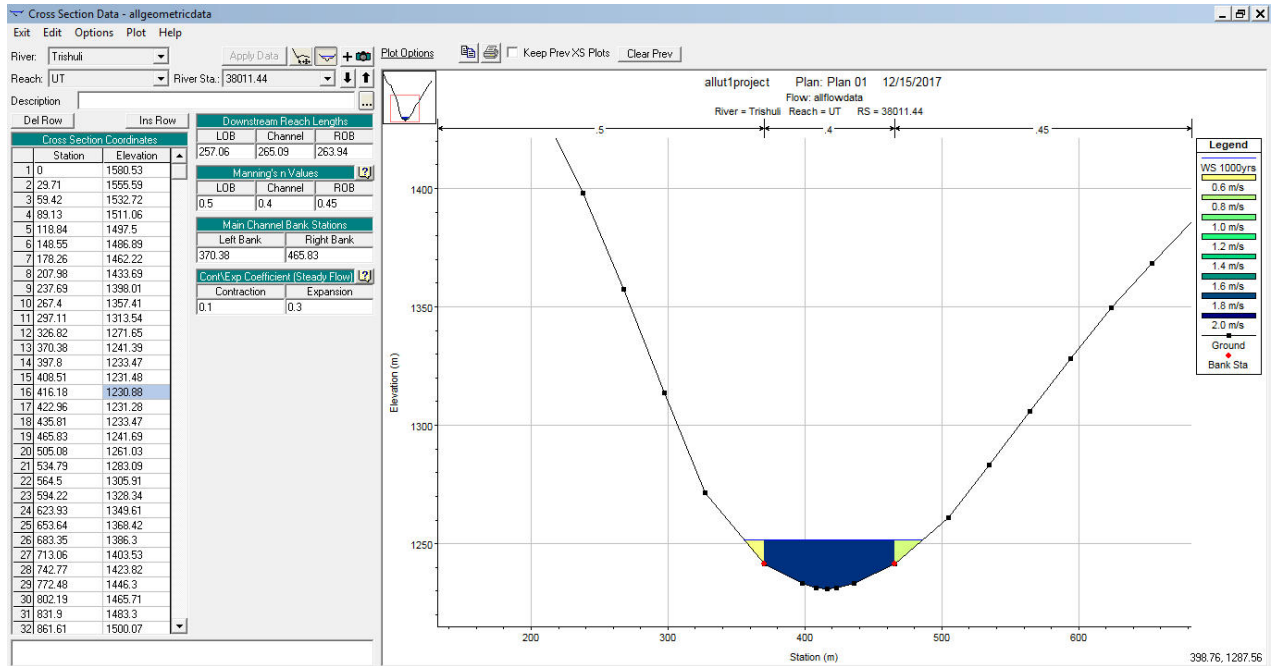 Cross Section Data - allgeometricdata
Exit Edit Options Plot Help
River: Trishuli Apply Data + Plot Options Keep Prev XS Plots Clear Prev
Reach: UT River Sta.: 38011.44
Description ...
Del Row Ins Row
Cross Section Coordinates
Station Elevation
1 0 1580.53
2 29.71 1555.59
3 59.42 1532.72
4 89.13 1511.06
5 118.84 1497.5
6 148.55 1486.89
7 178.26 1462.22
8 207.98 1433.69
9 237.69 1398.01
10 267.4 1357.41
11 297.11 1313.54
12 326.82 1271.65
13 370.38 1241.39
14 397.8 1233.47
15 408.51 1231.48
16 416.18 1230.88
17 422.96 1231.28
18 435.81 1233.47
19 465.83 1241.69
20 505.08 1261.03
21 534.79 1283.09
22 564.5 1305.91
23 594.22 1328.34
24 623.93 1349.61
25 653.64 1368.42
26 683.35 1386.3
27 713.06 1403.53
28 742.77 1423.82
29 772.48 1446.3
30 802.19 1465.71
31 831.9 1483.3
32 861.61 1500.07
Downstream Reach Lengths
LOB Channel ROB
257.06 265.09 263.94
Manning's n Values ?
LOB Channel ROB
0.5 0.4 0.45
Main Channel Bank Stations
Left Bank Right Bank
370.38 465.83
Cont\Exp Coefficient (Steady Flow) ?
Contraction Expansion
0.1 0.3
allut1project Plan: Plan 01 12/15/2017
Flow: allflowdata
River = Trishuli Reach = UT RS = 38011.44
.5 .4 .45
1400
1350
1300
1250
Elevation (m)
200 300 400 500 600
Station (m)
Legend
WS 1000yrs
0.6 m/s
0.8 m/s
1.0 m/s
1.2 m/s
1.4 m/s
1.6 m/s
1.8 m/s
2.0 m/s
Ground
Bank Sta
398.76, 1287.56